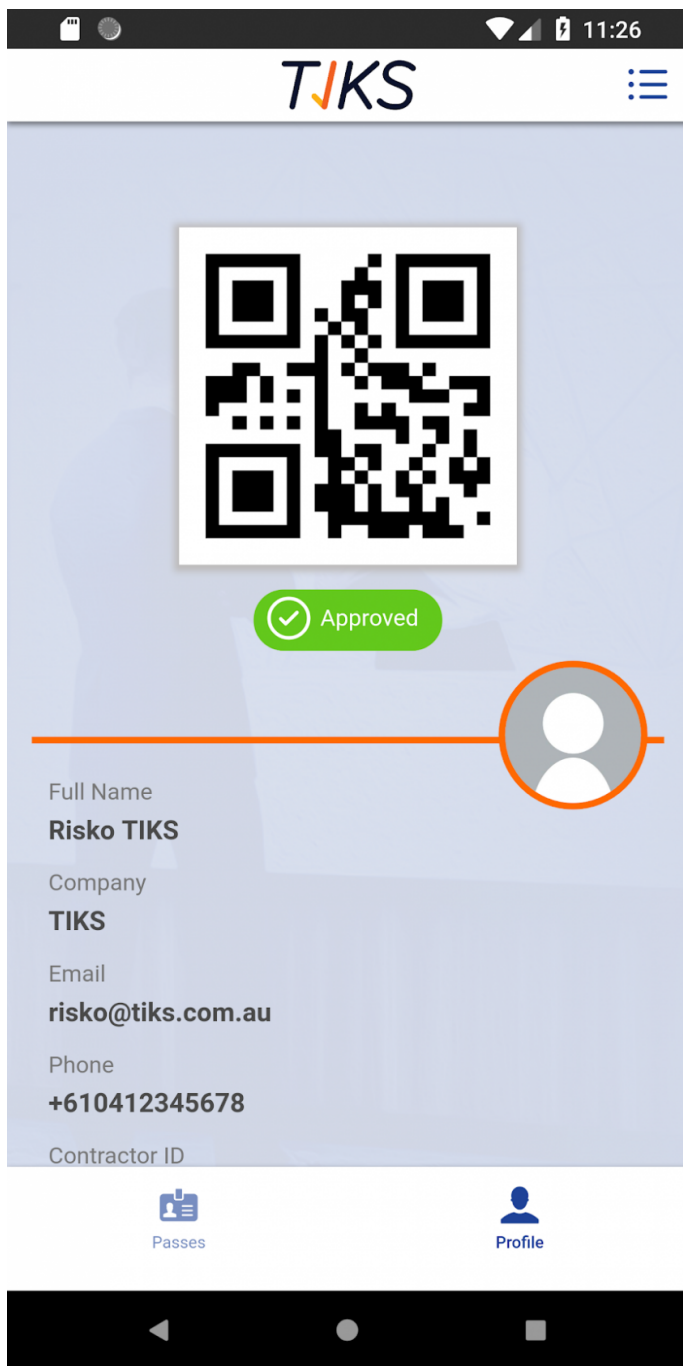 11:26
TIKS
Approved
Full Name
Risko TIKS
Company
TIKS
Email
risko@tiks.com.au
Phone
+610412345678
Contractor ID
Passes
Profile